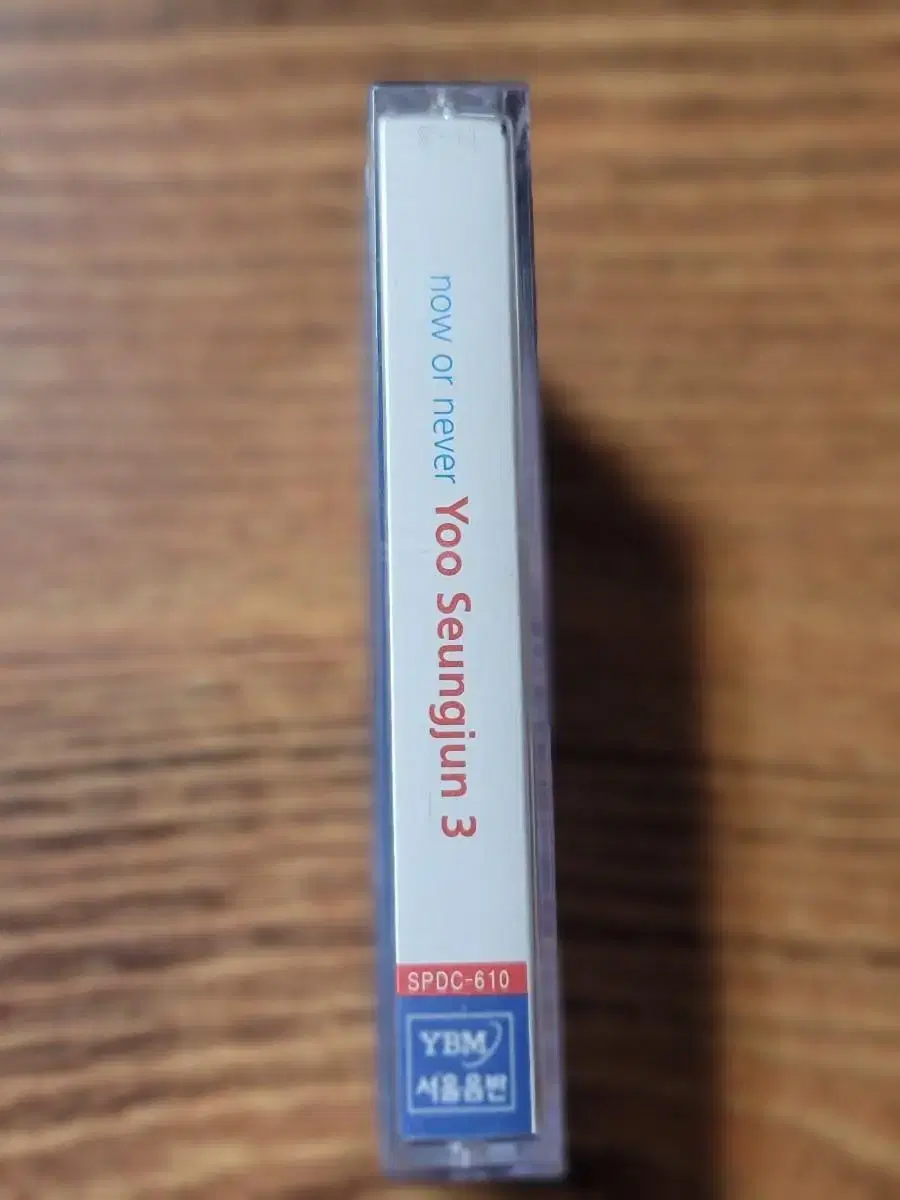 now or never Yoo Seungjun 3
SPDC-610
YBM
서울음반